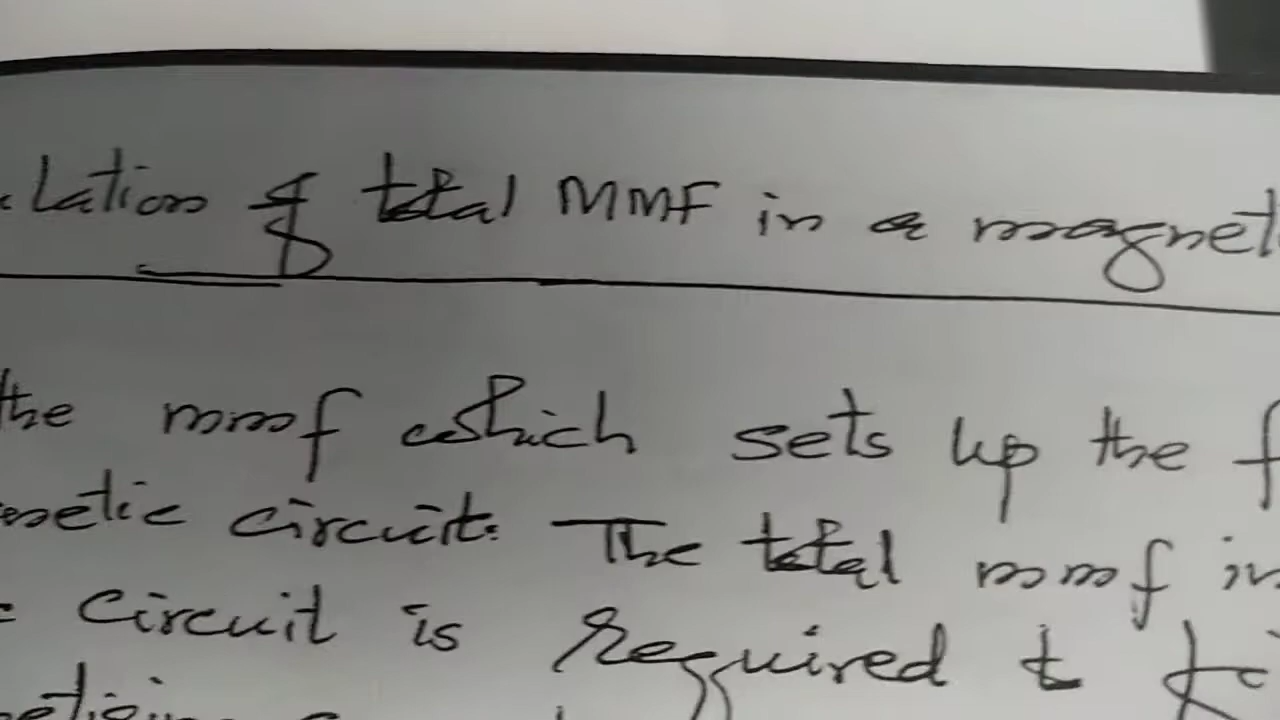 lation of total MMF in a magnet
the mmf which sets up the f
netic circuit. The total mmf in
circuit is required to